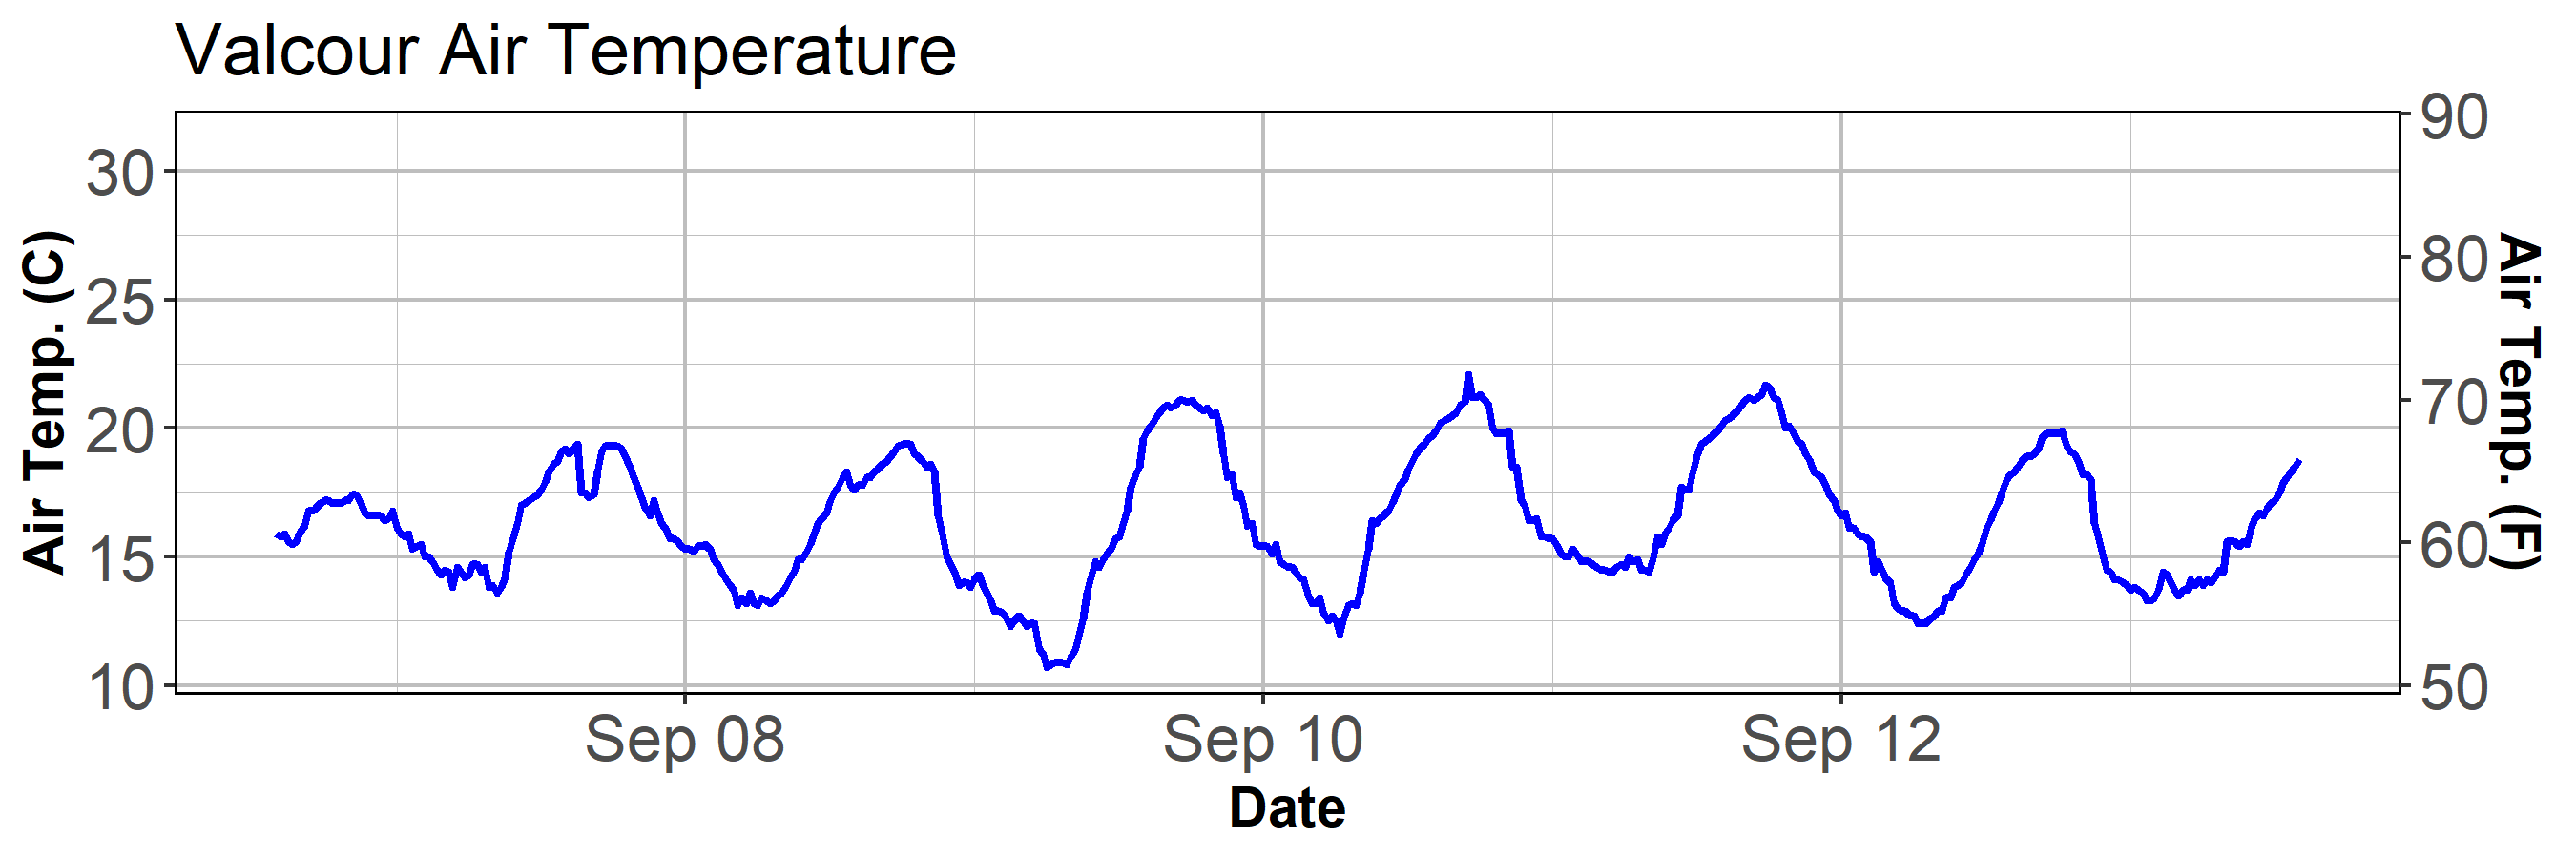 Valcour Air Temperature
Air Temp. (C)
30
25
20
15
10
90
80
70
60
50
Air Temp. (F)
Sep 08
Sep 10
Sep 12
Date